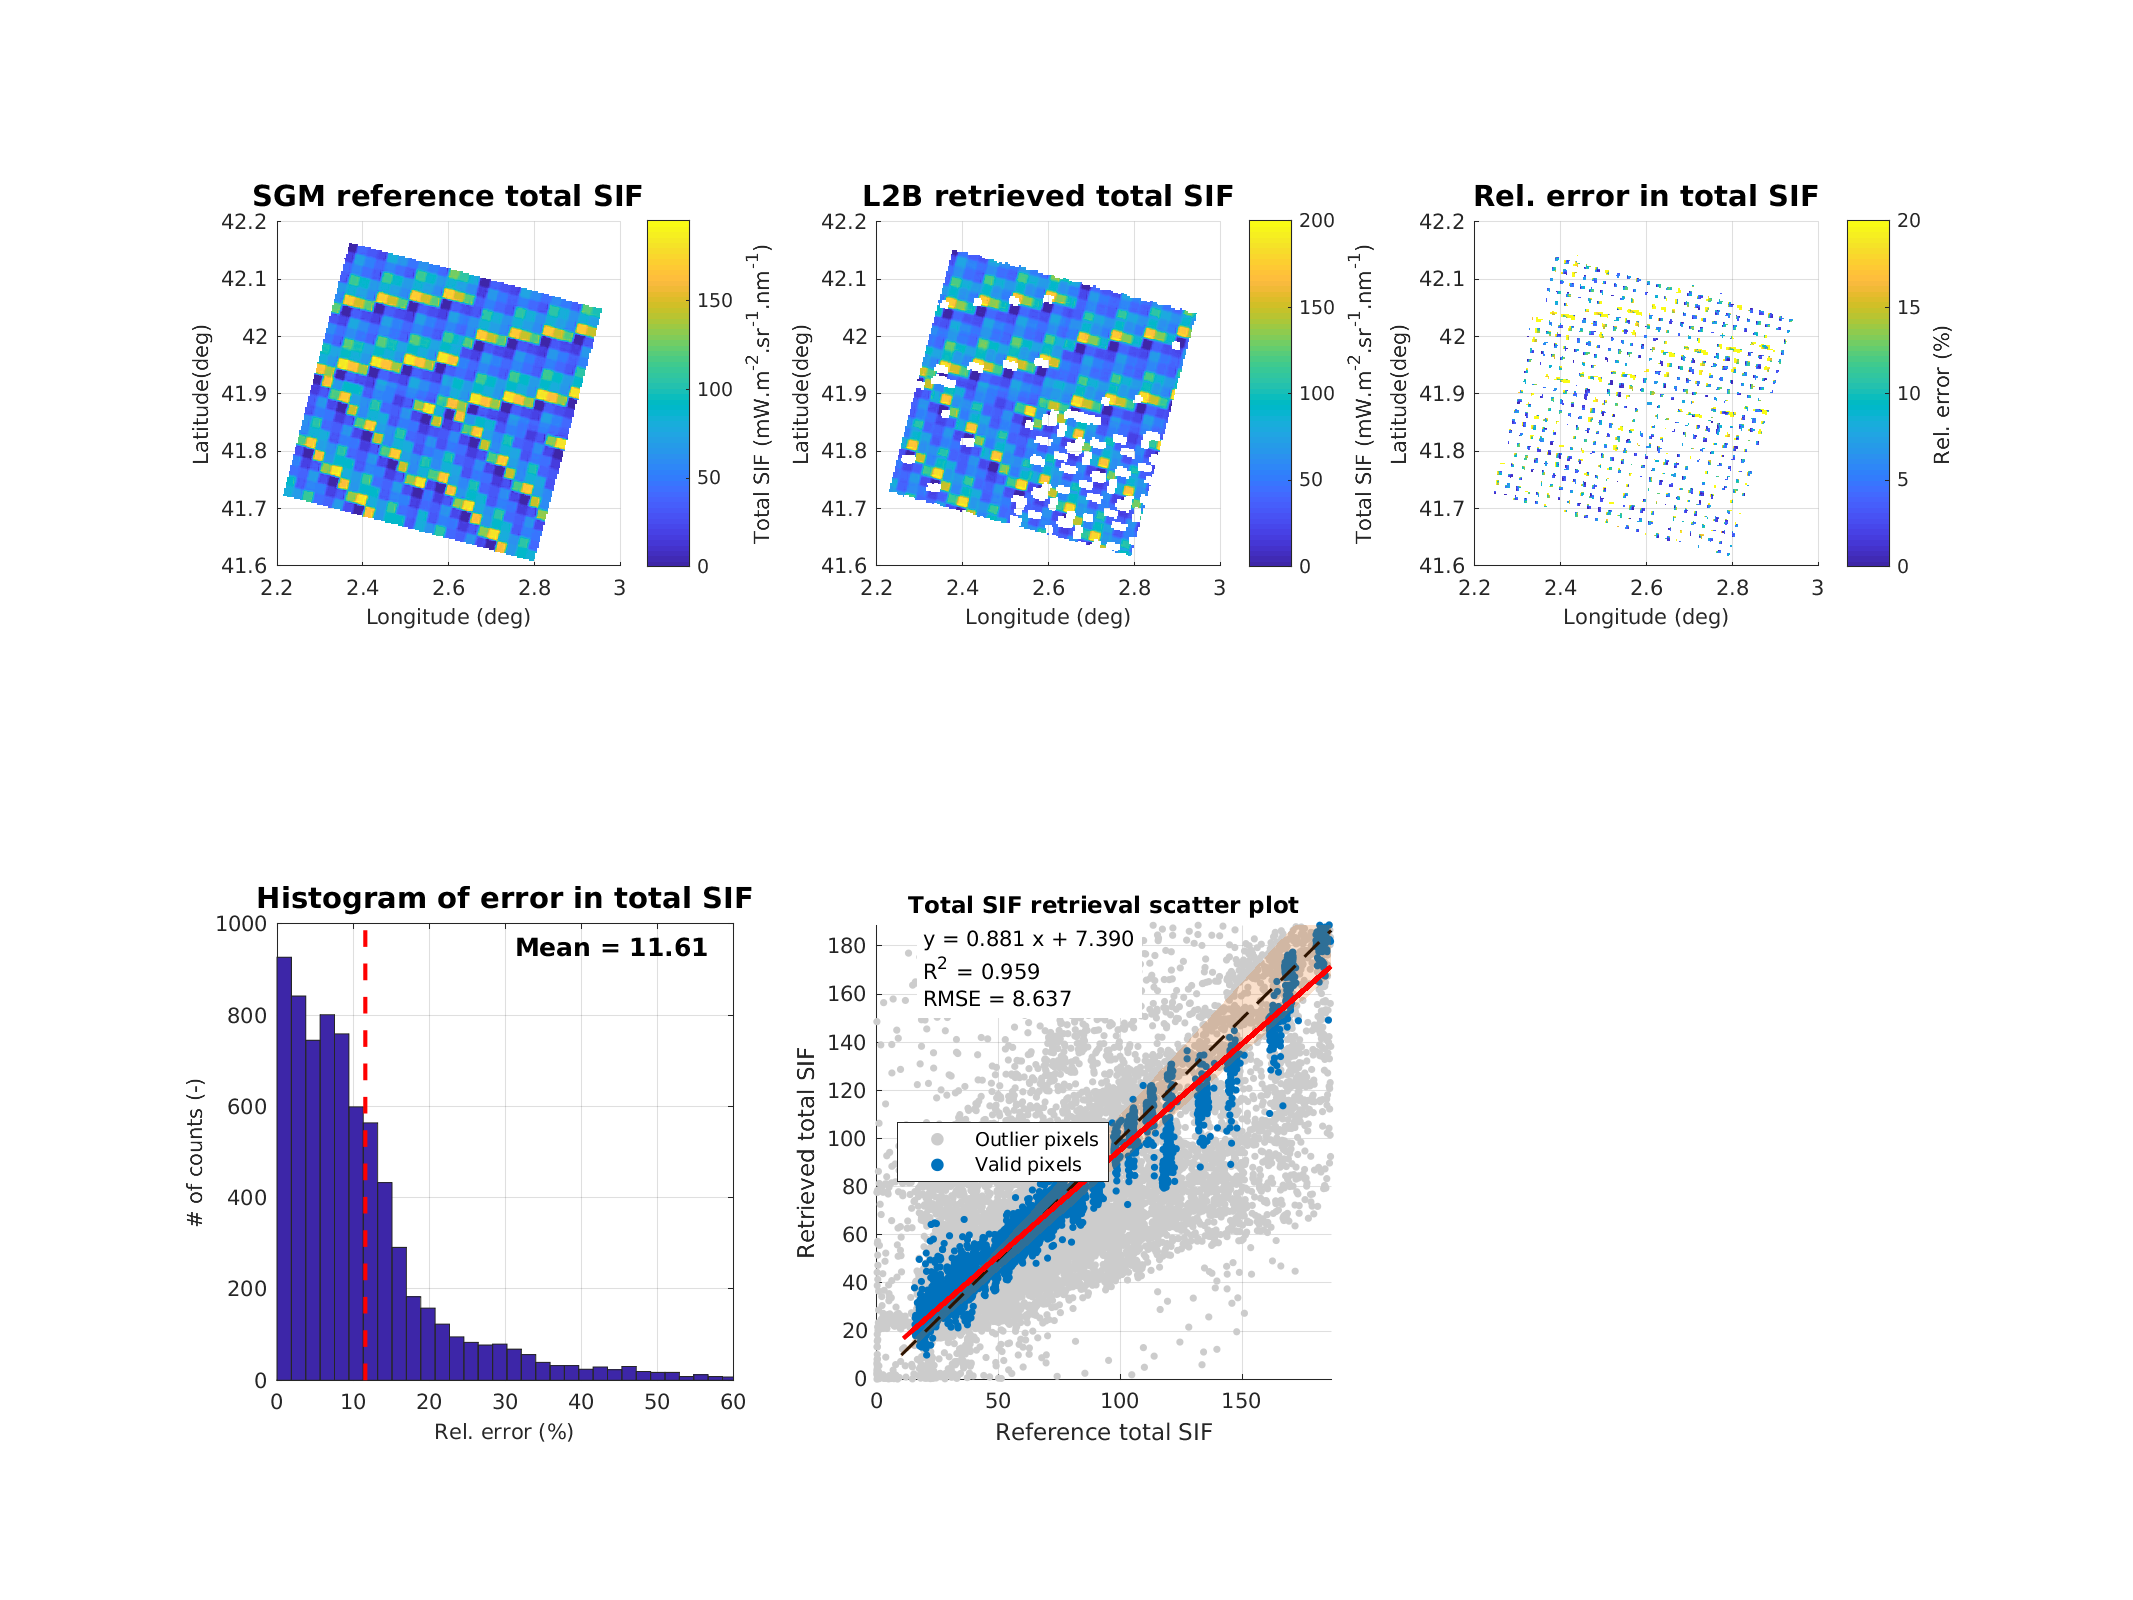 SGM reference total SIF
42.2
42.1
42
41.9
41.8
41.7
41.6
2.2 2.4 2.6 2.8 3
Latitude(deg)
Longitude (deg)
150
100
50
0
Total SIF (mW.m-2.sr-1.nm-1)
L2B retrieved total SIF
42.2
42.1
42
41.9
41.8
41.7
41.6
2.2 2.4 2.6 2.8 3
Latitude(deg)
Longitude (deg)
200
150
100
50
0
Total SIF (mW.m-2.sr-1.nm-1)
Rel. error in total SIF
42.2
42.1
42
41.9
41.8
41.7
41.6
2.2 2.4 2.6 2.8 3
Latitude(deg)
Longitude (deg)
20
15
10
5
0
Rel. error (%)
Histogram of error in total SIF
Mean = 11.61
1000
800
600
400
200
0
0 10 20 30 40 50 60
# of counts (-)
Rel. error (%)
Total SIF retrieval scatter plot
y = 0.881 x + 7.390
R2 = 0.959
RMSE = 8.637
Outlier pixels
Valid pixels
180
160
140
120
100
80
60
40
20
0
0 50 100 150
Retrieved total SIF
Reference total SIF